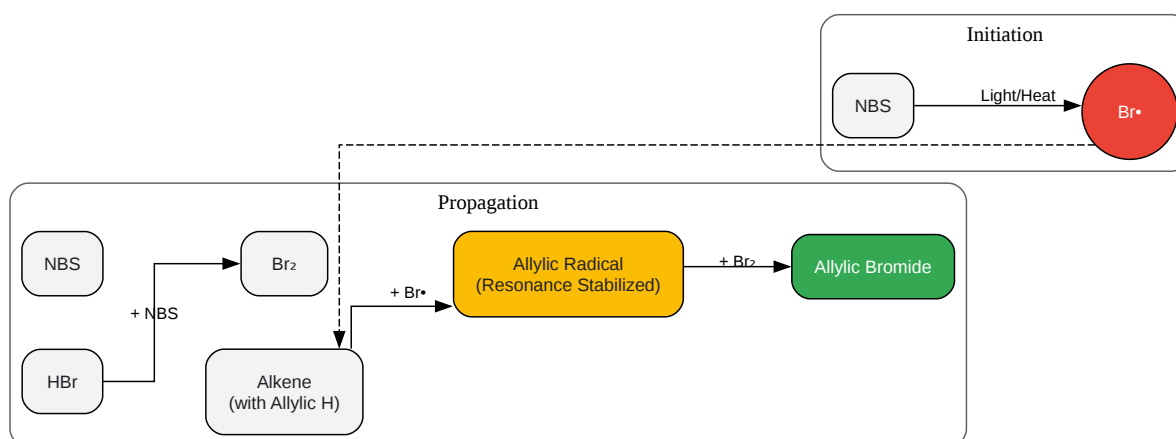 Initiation
NBS
Light/Heat
Br•
Propagation
NBS
Br₂
Allylic Radical
(Resonance Stabilized)
+ Br₂
Allylic Bromide
+ Br•
+ NBS
HBr
Alkene
(with Allylic H)